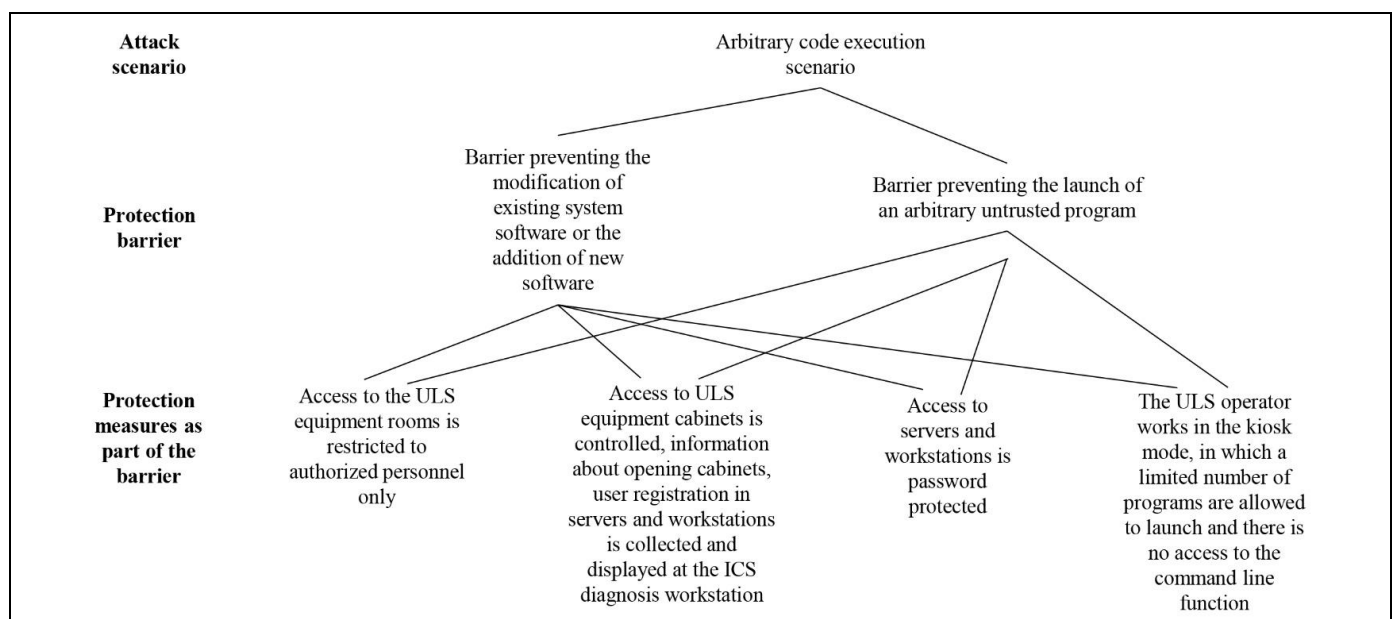 Attack
scenario
Arbitrary code execution
scenario
Protection
barrier
Barrier preventing the
modification of
existing system
software or the
addition of new
software
Barrier preventing the launch of
an arbitrary untrusted program
Protection
measures as
part of the
barrier
Access to the ULS
equipment rooms is
restricted to
authorized personnel
only
Access to ULS
equipment cabinets is
controlled, information
about opening cabinets,
user registration in
servers and workstations
is collected and
displayed at the ICS
diagnosis workstation
Access to
servers and
workstations is
password
protected
The ULS operator
works in the kiosk
mode, in which a
limited number of
programs are allowed
to launch and there is
no access to the
command line
function